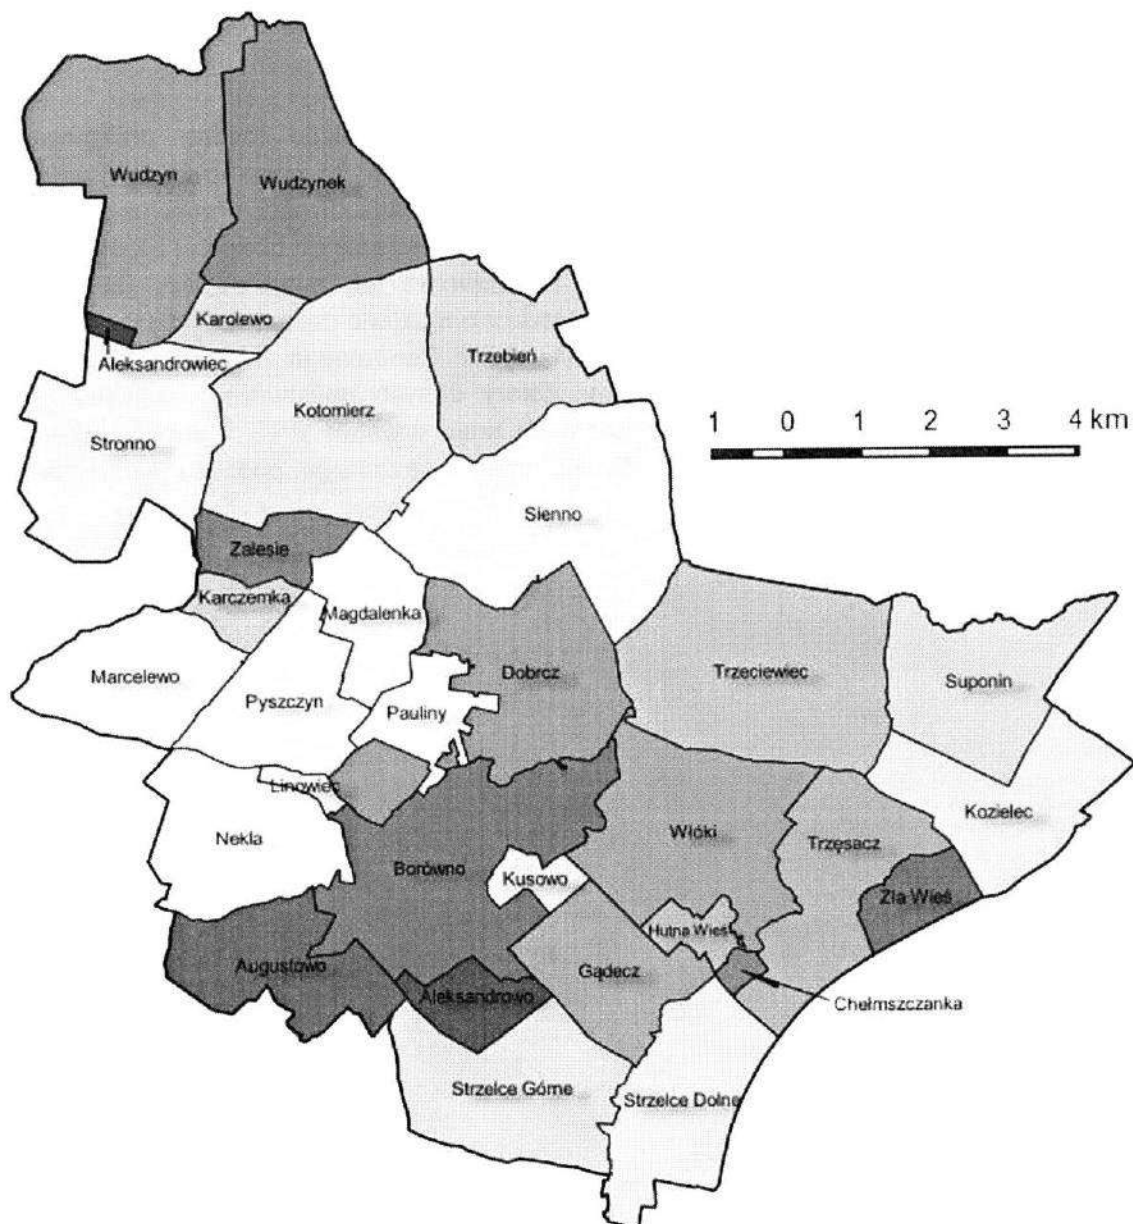 Wudzyn
Wudzynek
Karolewo
Aleksandrowiec
Trzebień
Kotomierz
1 0 1 2 3 4 km
Stronno
Sienno
Zalesie
Karczemka
Magdalenka
Marcelewo
Dobrcz
Trzeciewiec
Suponin
Pyszczyn
Pauliny
Linowiec
Nekla
Włóki
Kozielec
Trzęsacz
Borówno
Kusowo
Zła Wieś
Hutna Wieś
Augustowo
Gądecz
Aleksandrowo
Chełmszczanka
Strzelce Górne
Strzelce Dolne